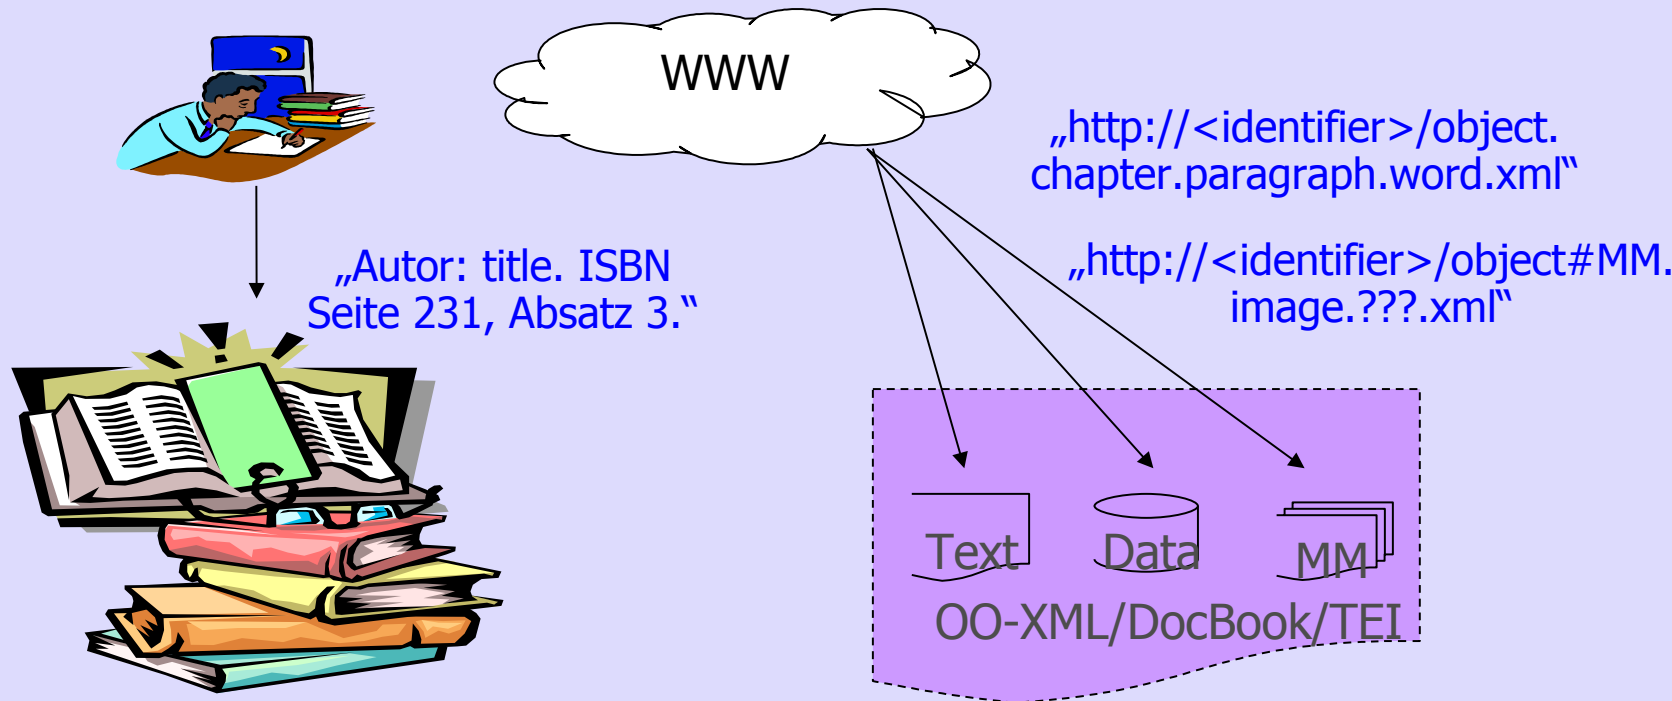 WWW
„http://<identifier>/object.
chapter.paragraph.word.xml“
„Autor: title. ISBN
Seite 231, Absatz 3.“
„http://<identifier>/object#MM.
image.???.xml“
Text
Data
MM
OO-XML/DocBook/TEI